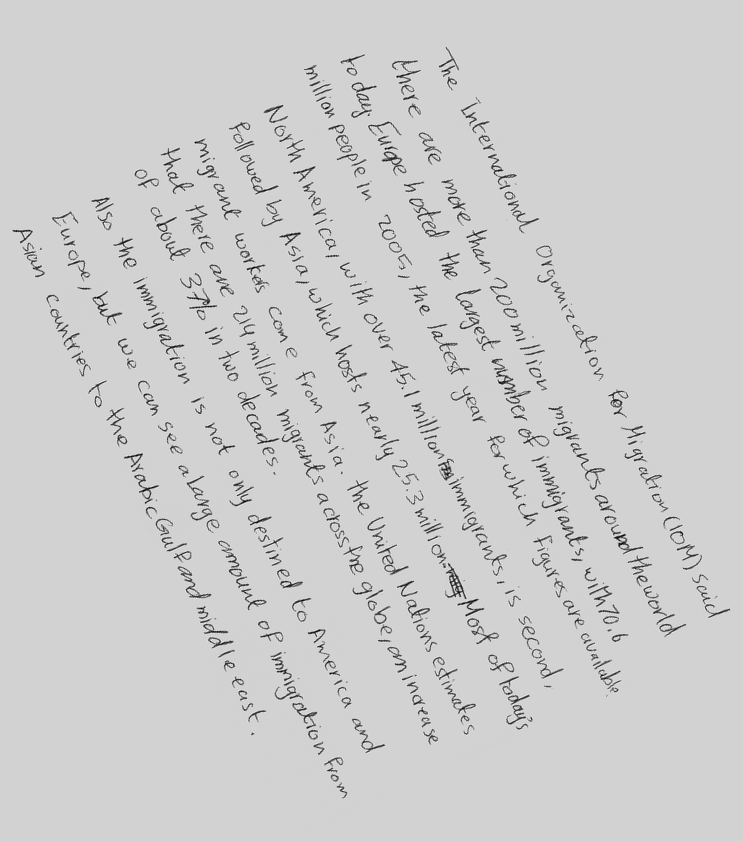 The International Organization for Migration (IOM) said
there are more than 200 million migrants around the world
today. Europe hosted the largest number of immigrants, with 70.6
million people in 2005, the latest year for which figures are available.
North America, with over 45.1 million immigrants, is second,
followed by Asia, which hosts nearly 25.3 million. Most of today's
migrant workers come from Asia. the United Nations estimates
that there are 214 million migrants across the globe, an increase
of about 37% in two decades.
Also the immigration is not only destined to America and
Europe, but we can see a large amount of immigration from
Asian countries to the Arabic Gulf and middle east.